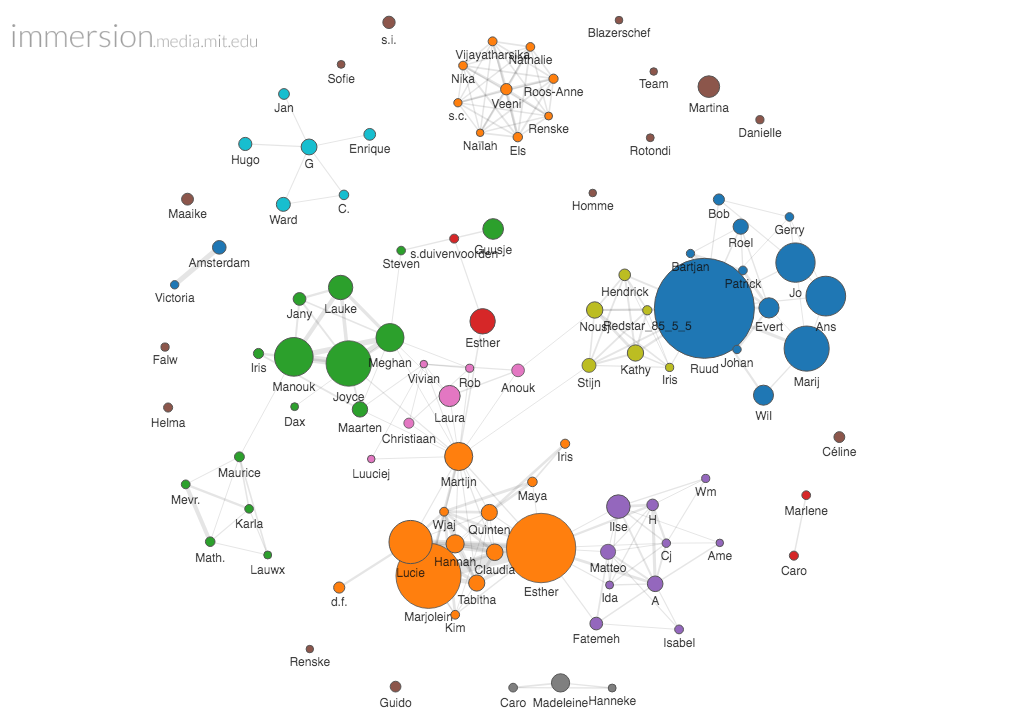 immersion.media.mit.edu
s.i.
Blazerschef
Sofie
Vijayatharsika
Nathalie
Nika
Roos-Anne
Team
Martina
Jan
Veeni
s.c.
Renske
Danielle
Naïlah
Els
Rotondi
Hugo
G
Enrique
Homme
Maaike
Ward
C.
Bob
Gerry
Roel
Amsterdam
Steven
s.duivenvoorden
Guusje
Bartjan
Patrick
Jo
Victoria
Hendrick
Jany
Lauke
Nousj
Redstar_85_5_5
Evert
Ans
Esther
Falw
Iris
Manouk
Joyce
Meghan
Vivian
Rob
Anouk
Stijn
Kathy
Iris
Ruud
Johan
Marij
Helma
Dax
Maarten
Laura
Christiaan
Wil
Luuciej
Martijn
Iris
Céline
Maurice
Mevr.
Karla
Maya
Wm
Marlene
Math.
Lauwx
Wjaj
Quinten
Ilse
H
Lucie
Hannah
Claudia
Esther
Matteo
Cj
Ame
Caro
d.f.
Marjolein
Tabitha
Ida
A
Kim
Fatemeh
Isabel
Renske
Guido
Caro
Madeleine
Hanneke